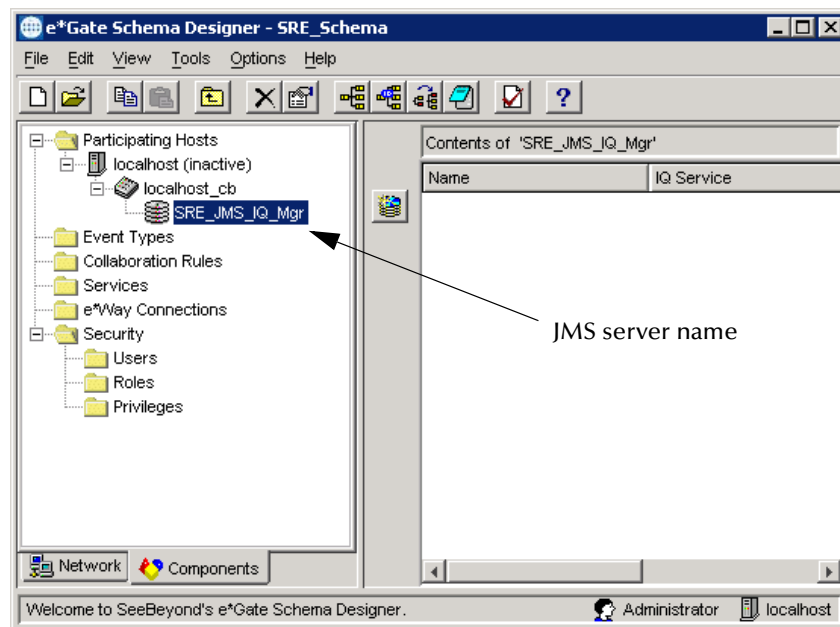 e*Gate Schema Designer - SRE_Schema
File Edit View Tools Options Help
Participating Hosts
localhost (inactive)
localhost_cb
SRE_JMS_IQ_Mgr
Event Types
Collaboration Rules
Services
e*Way Connections
Security
Users
Roles
Privileges
Network Components
Contents of 'SRE_JMS_IQ_Mgr'
Name IQ Service
JMS server name
Welcome to SeeBeyond's e*Gate Schema Designer. Administrator localhost